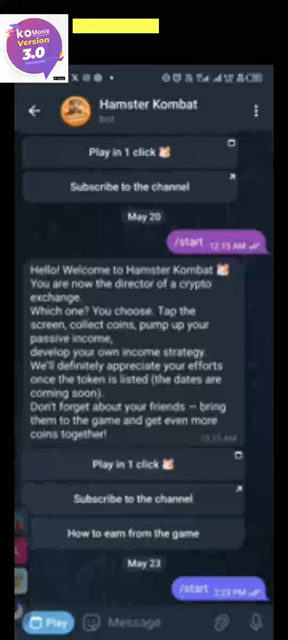 ko Monie
Version
3.0
Hamster Kombat
bot
Play in 1 click 🐹
Subscribe to the channel
May 20
/start 12:15 AM
Hello! Welcome to Hamster Kombat 🐹
You are now the director of a crypto
exchange.
Which one? You choose. Tap the
screen, collect coins, pump up your
passive income,
develop your own income strategy.
We'll definitely appreciate your efforts
once the token is listed (the dates are
coming soon).
Don't forget about your friends — bring
them to the game and get even more
coins together!
12:15 AM
Play in 1 click 🐹
Subscribe to the channel
How to earn from the game
May 23
/start 2:23 PM
Play
Message